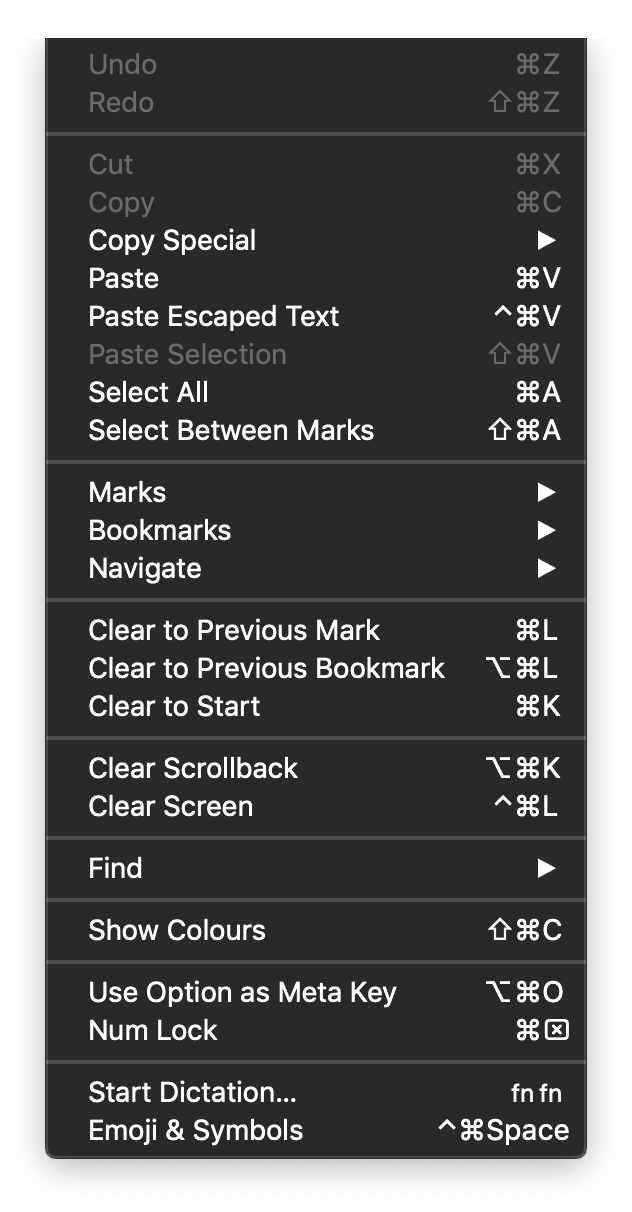 Undo ⌘Z
Redo ⇧⌘Z
Cut ⌘X
Copy ⌘C
Copy Special ▶
Paste ⌘V
Paste Escaped Text ^⌘V
Paste Selection ⇧⌘V
Select All ⌘A
Select Between Marks ⇧⌘A
Marks ▶
Bookmarks ▶
Navigate ▶
Clear to Previous Mark ⌘L
Clear to Previous Bookmark ⌥⌘L
Clear to Start ⌘K
Clear Scrollback ⌥⌘K
Clear Screen ^⌘L
Find ▶
Show Colours ⇧⌘C
Use Option as Meta Key ⌥⌘O
Num Lock ⌘⌧
Start Dictation... fn fn
Emoji & Symbols ^⌘Space